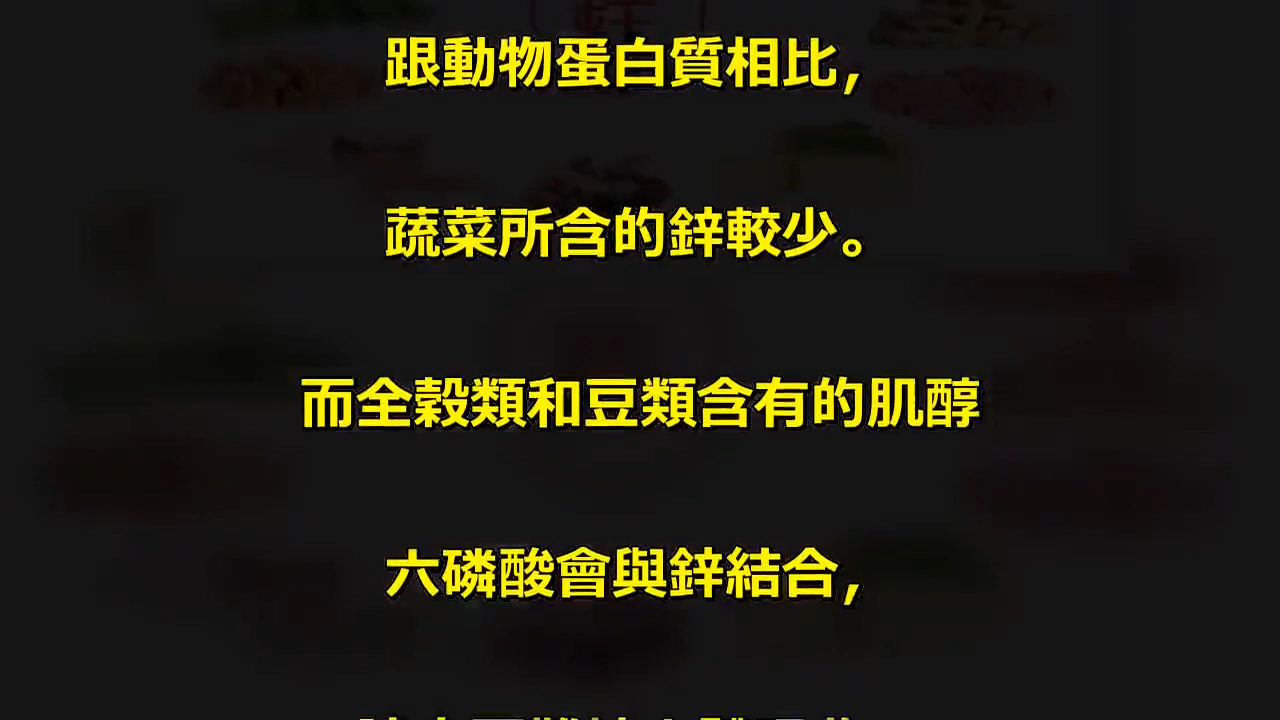 跟動物蛋白質相比，
蔬菜所含的鋅較少。
而全穀類和豆類含有的肌醇
六磷酸會與鋅結合，